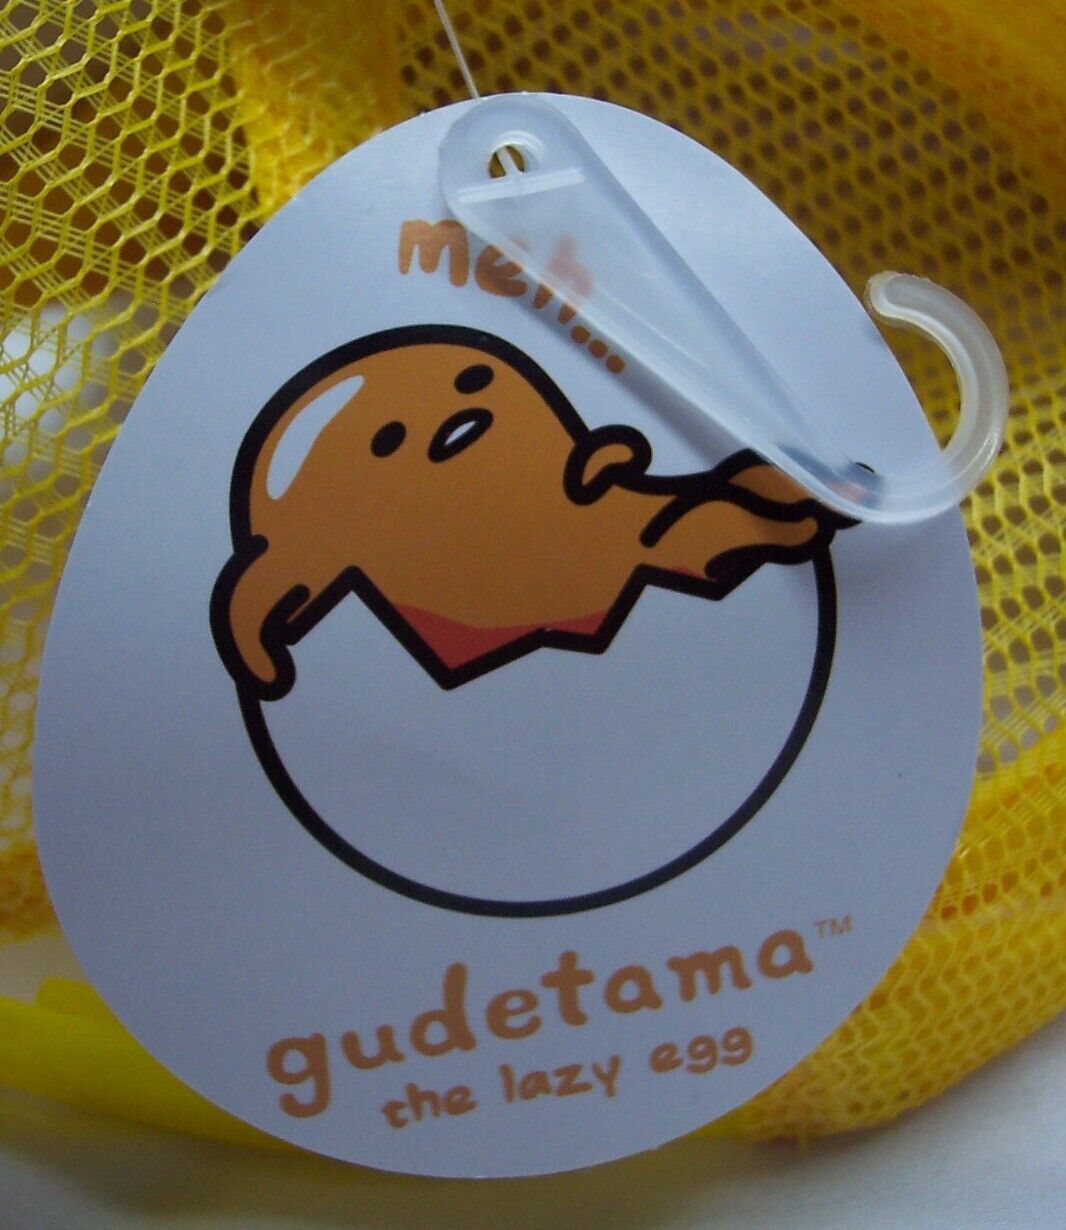 meh...
gudetama™
the lazy egg